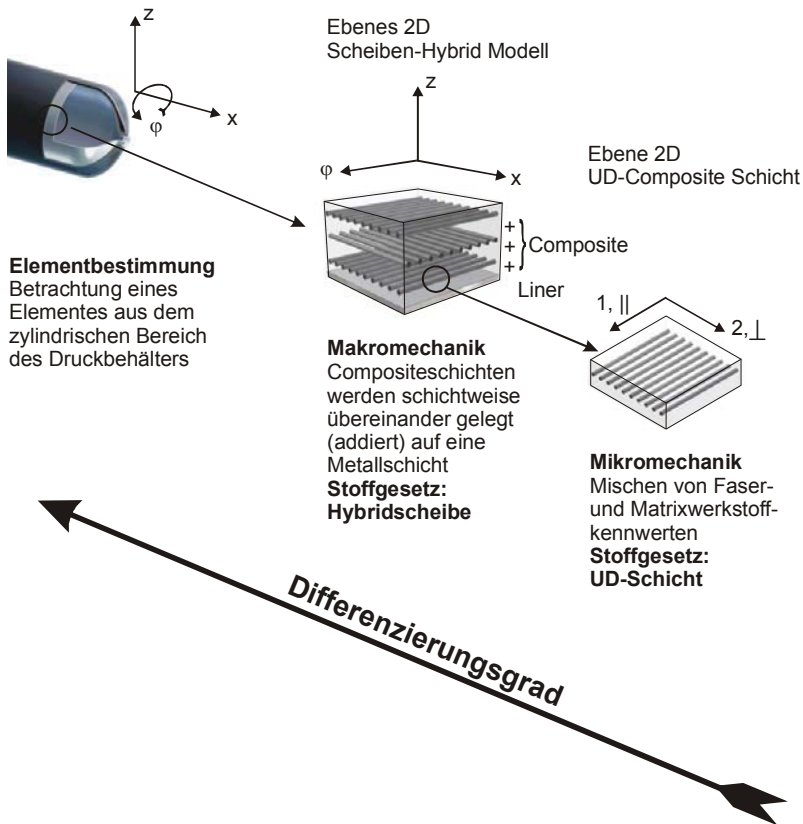 z
x
φ
Elementbestimmung
Betrachtung eines
Elementes aus dem
zylindrischen Bereich
des Druckbehälters
Ebenes 2D
Scheiben-Hybrid Modell
z
φ
x
+
+
+
Composite
Liner
Makromechanik
Compositeschichten
werden schichtweise
übereinander gelegt
(addiert) auf eine
Metallschicht
Stoffgesetz:
Hybridscheibe
Ebene 2D
UD-Composite Schicht
1, ||
2,⊥
Mikromechanik
Mischen von Faser-
und Matrixwerkstoff-
kennwerten
Stoffgesetz:
UD-Schicht
Differenzierungsgrad